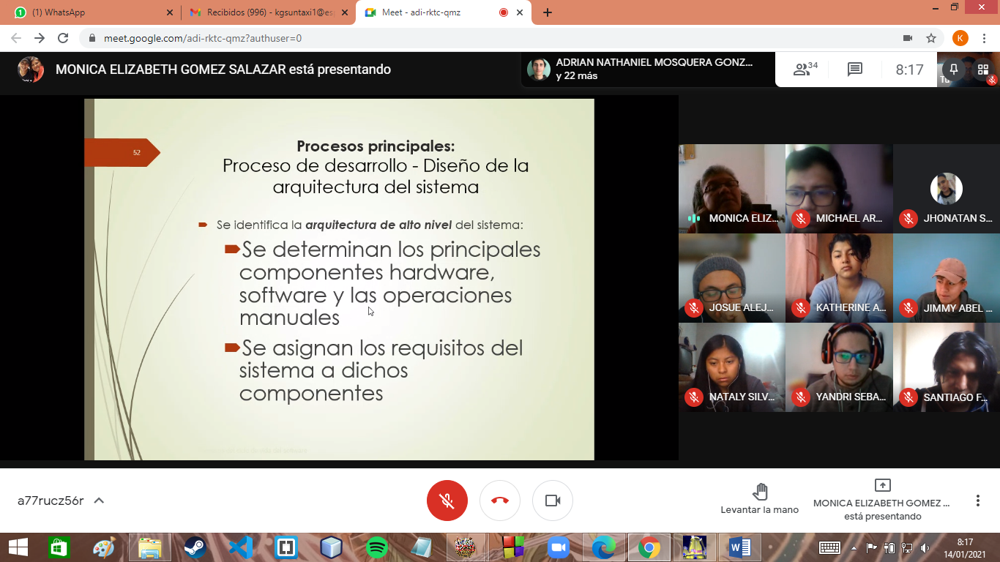 (1) WhatsApp
Recibidos (996) - kgsuntaxi1@es
Meet - adi-rktc-qmz
meet.google.com/adi-rktc-qmz?authuser=0
K
MONICA ELIZABETH GOMEZ SALAZAR está presentando
ADRIAN NATHANIEL MOSQUERA GONZ...
y 22 más
34
8:17
Tú
52
Procesos principales:
Proceso de desarrollo - Diseño de la
arquitectura del sistema
Se identifica la arquitectura de alto nivel del sistema:
Se determinan los principales
componentes hardware,
software y las operaciones
manuales
Se asignan los requisitos del
sistema a dichos
componentes
MONICA ELIZ...
MICHAEL AR...
JHONATAN S...
JOSUE ALEJ...
KATHERINE A...
JIMMY ABEL ...
NATALY SILV...
YANDRI SEBA...
SANTIAGO F...
a77rucz56r
Levantar la mano
MONICA ELIZABETH GOMEZ ...
está presentando
8:17
14/01/2021